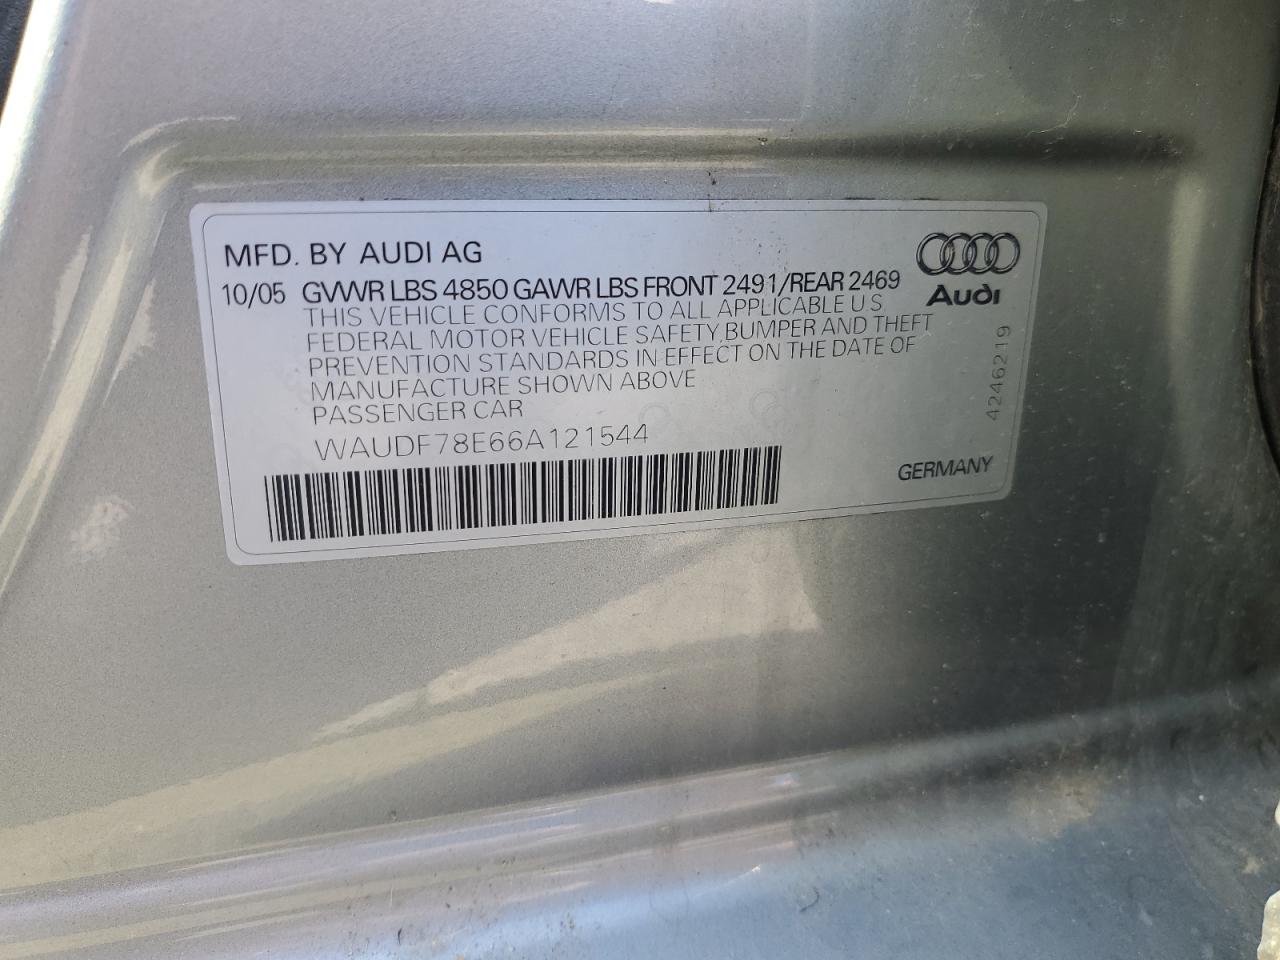 MFD. BY AUDI AG
10/05 GVWR LBS 4850 GAWR LBS FRONT 2491/REAR 2469
THIS VEHICLE CONFORMS TO ALL APPLICABLE U.S.
FEDERAL MOTOR VEHICLE SAFETY, BUMPER AND THEFT
PREVENTION STANDARDS IN EFFECT ON THE DATE OF
MANUFACTURE SHOWN ABOVE
PASSENGER CAR
WAUDF78E66A121544
Audi
4246219
GERMANY